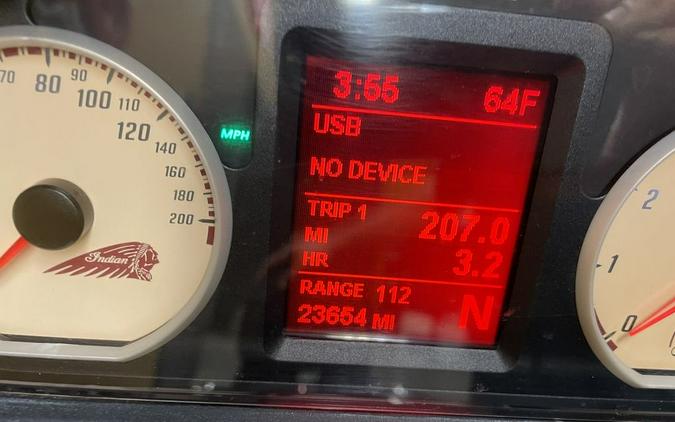 3:55 64F
USB
NO DEVICE
TRIP 1
MI 207.0
HR 3.2
RANGE 112
23654 MI N
MPH
70 80 90 100 110 120 140 160 180 200
Indian
0 1 2